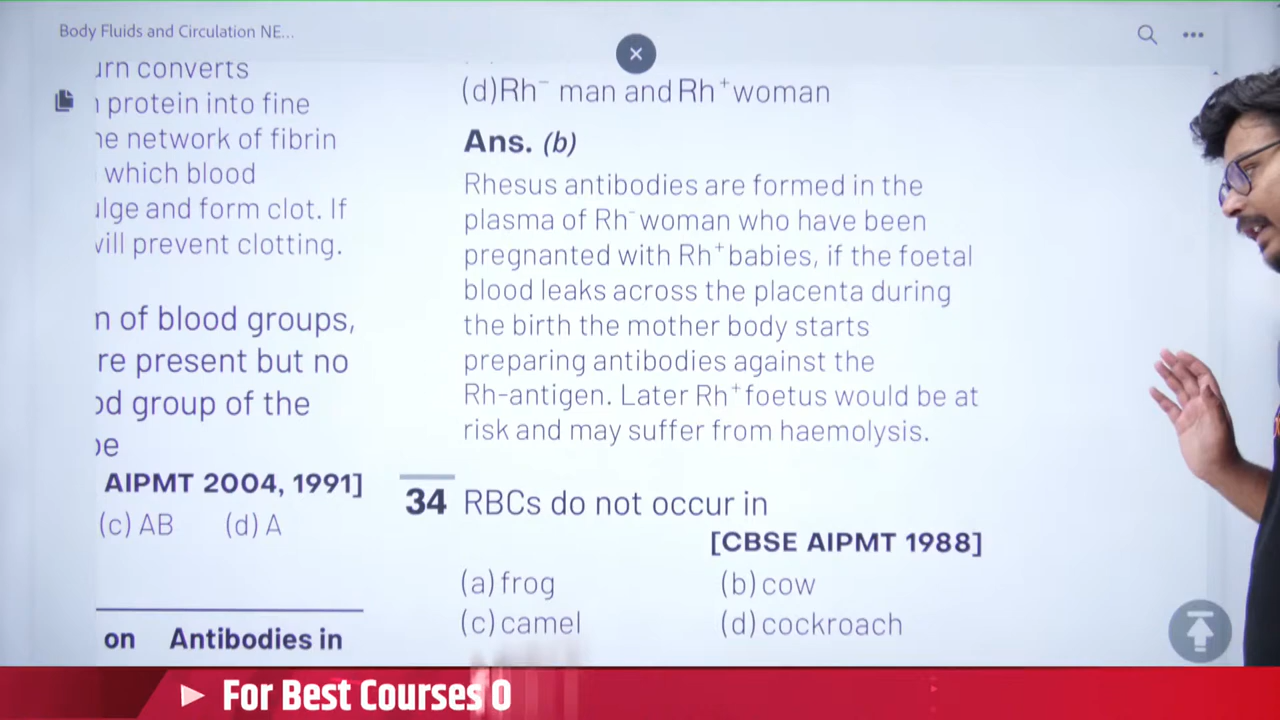 Body Fluids and Circulation NE...
urn converts
protein into fine
ne network of fibrin
which blood
ulge and form clot. If
will prevent clotting.
n of blood groups,
re present but no
od group of the
be
AIPMT 2004, 1991]
(c) AB (d) A
on Antibodies in
(d) Rh⁻ man and Rh⁺ woman
Ans. (b)
Rhesus antibodies are formed in the
plasma of Rh⁻ woman who have been
pregnanted with Rh⁺ babies, if the foetal
blood leaks across the placenta during
the birth the mother body starts
preparing antibodies against the
Rh-antigen. Later Rh⁺ foetus would be at
risk and may suffer from haemolysis.
34 RBCs do not occur in
[CBSE AIPMT 1988]
(a) frog (b) cow
(c) camel (d) cockroach
For Best Courses O